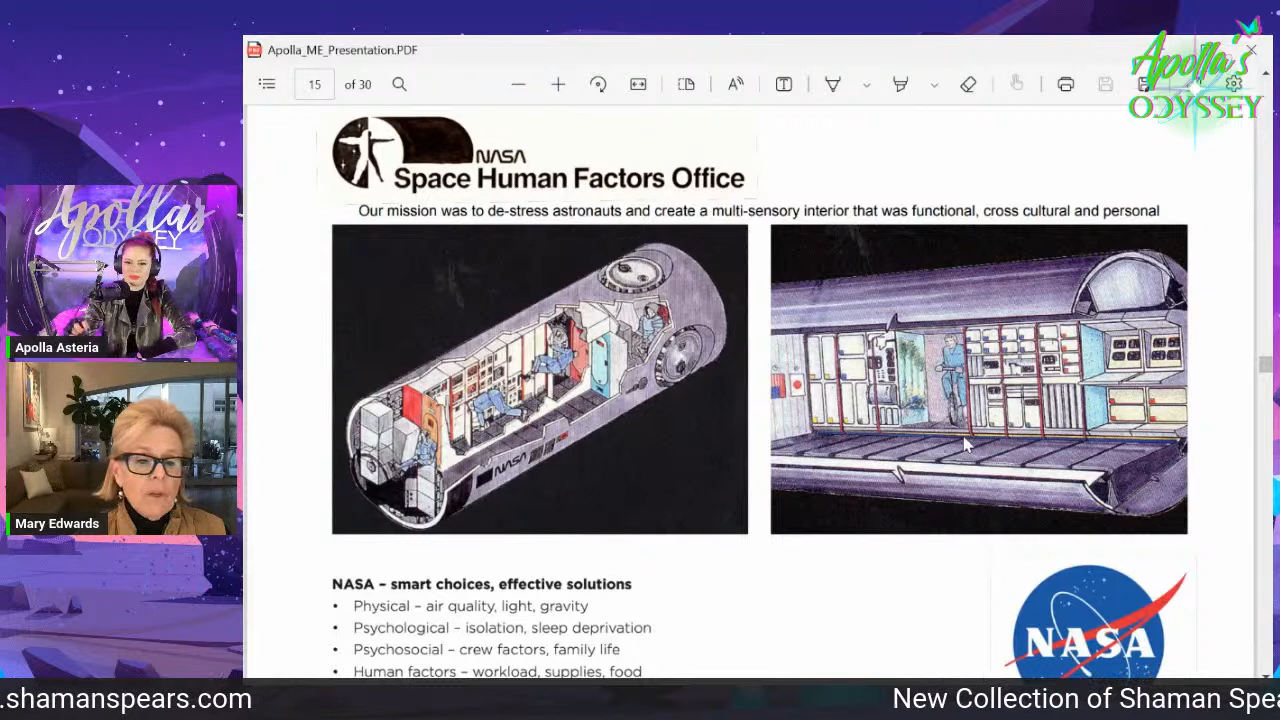 Apolla_ME_Presentation.PDF
15 of 30
Apolla's
ODYSSEY
NASA
Space Human Factors Office
Our mission was to de-stress astronauts and create a multi-sensory interior that was functional, cross cultural and personal
NASA
Apollas
ODYSSEY
Apolla Asteria
Mary Edwards
NASA – smart choices, effective solutions
• Physical – air quality, light, gravity
• Psychological – isolation, sleep deprivation
• Psychosocial – crew factors, family life
• Human factors – workload, supplies, food
NASA
.shamanspears.com
New Collection of Shaman Spea